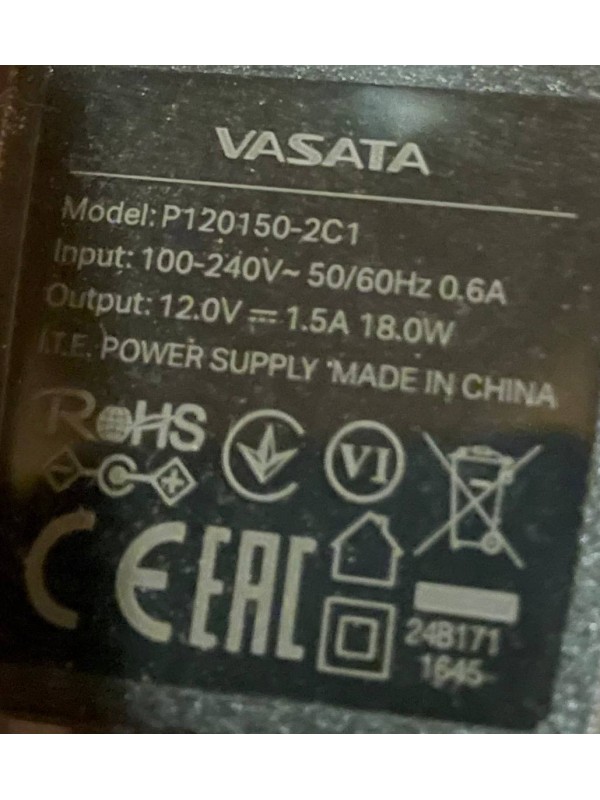 VASATA
Model: P120150-2C1
Input: 100-240V~ 50/60Hz 0.6A
Output: 12.0V ⎓ 1.5A 18.0W
I.T.E. POWER SUPPLY MADE IN CHINA
RoHS
VI
CE EAC
24B171
1645-